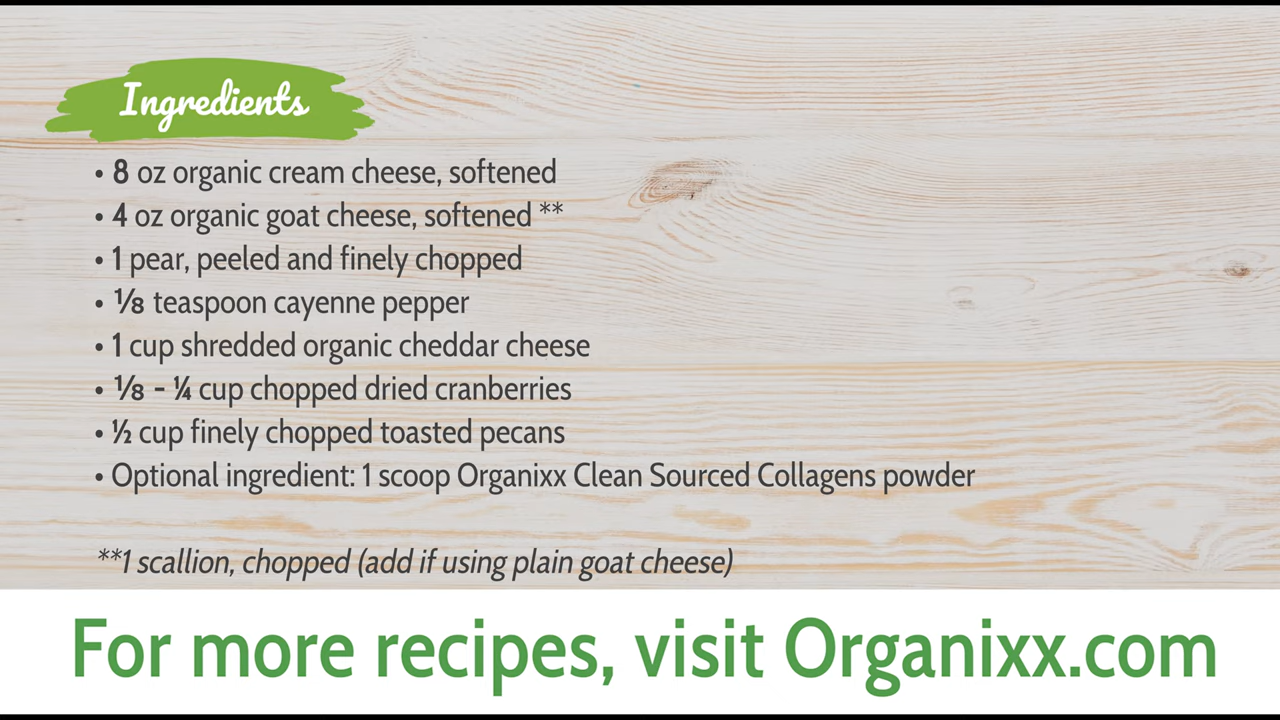 Ingredients
• 8 oz organic cream cheese, softened
• 4 oz organic goat cheese, softened **
• 1 pear, peeled and finely chopped
• ⅛ teaspoon cayenne pepper
• 1 cup shredded organic cheddar cheese
• ⅛ - ¼ cup chopped dried cranberries
• ½ cup finely chopped toasted pecans
• Optional ingredient: 1 scoop Organixx Clean Sourced Collagens powder
**1 scallion, chopped (add if using plain goat cheese)
For more recipes, visit Organixx.com